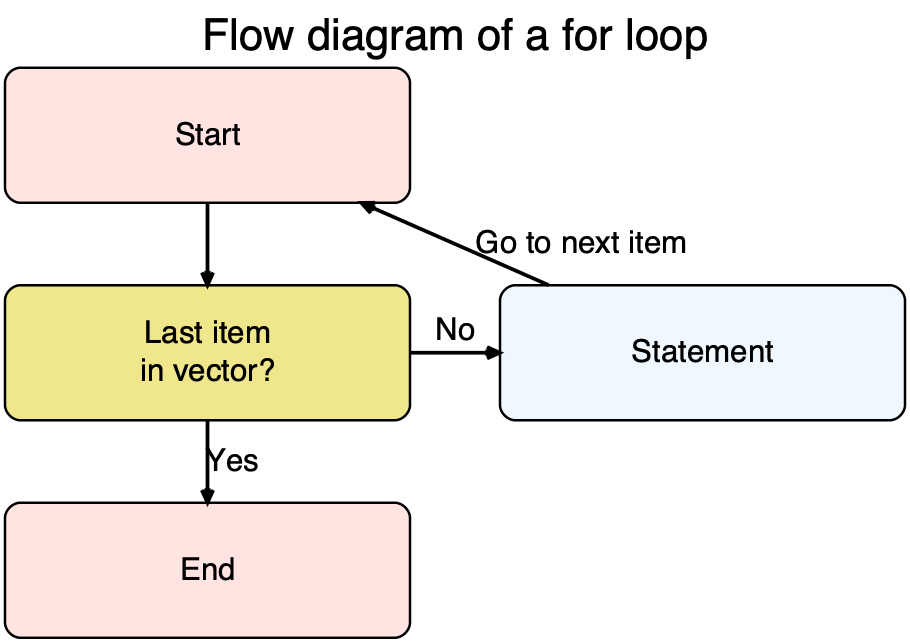 Flow diagram of a for loop
Start
Go to next item
Last item
in vector?
No
Statement
Yes
End